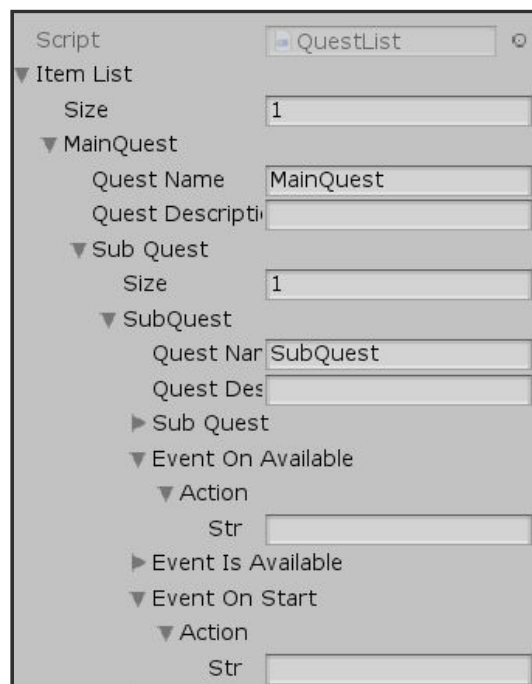 Script QuestList
Item List
Size 1
MainQuest
Quest Name MainQuest
Quest Descripti
Sub Quest
Size 1
SubQuest
Quest Nar SubQuest
Quest Des
Sub Quest
Event On Available
Action
Str
Event Is Available
Event On Start
Action
Str